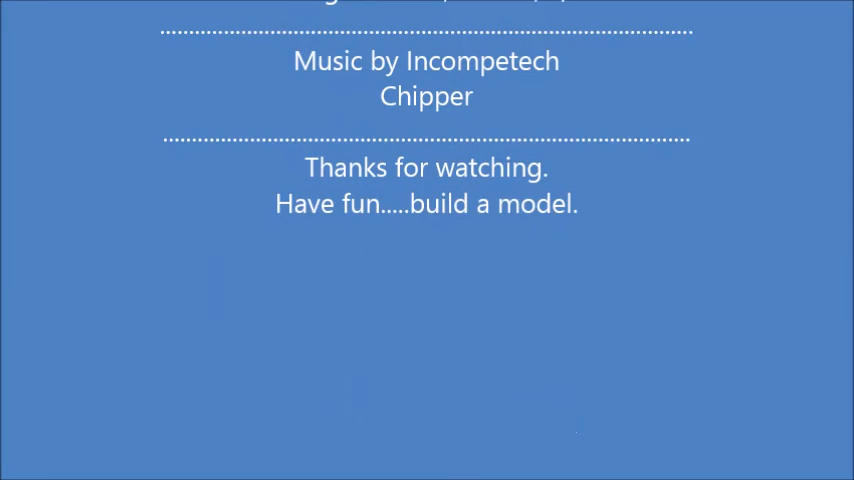 ....................................................................................................
Music by Incompetech
Chipper
...................................................................................................
Thanks for watching.
Have fun.....build a model.